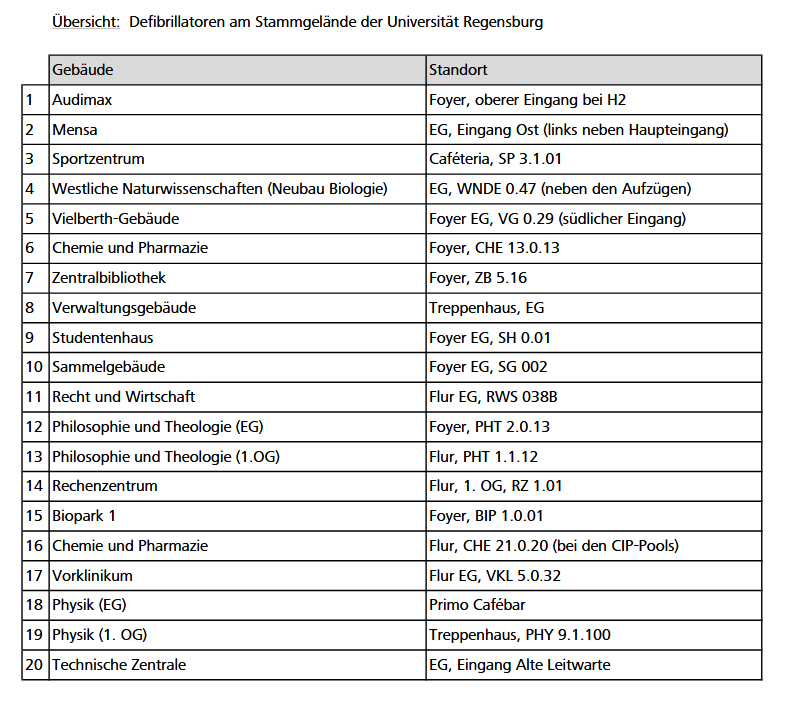 Übersicht: Defibrillatoren am Stammgelände der Universität Regensburg
Gebäude Standort
1 Audimax Foyer, oberer Eingang bei H2
2 Mensa EG, Eingang Ost (links neben Haupteingang)
3 Sportzentrum Caféteria, SP 3.1.01
4 Westliche Naturwissenschaften (Neubau Biologie) EG, WNDE 0.47 (neben den Aufzügen)
5 Vielberth-Gebäude Foyer EG, VG 0.29 (südlicher Eingang)
6 Chemie und Pharmazie Foyer, CHE 13.0.13
7 Zentralbibliothek Foyer, ZB 5.16
8 Verwaltungsgebäude Treppenhaus, EG
9 Studentenhaus Foyer EG, SH 0.01
10 Sammelgebäude Foyer EG, SG 002
11 Recht und Wirtschaft Flur EG, RWS 038B
12 Philosophie und Theologie (EG) Foyer, PHT 2.0.13
13 Philosophie und Theologie (1.OG) Flur, PHT 1.1.12
14 Rechenzentrum Flur, 1. OG, RZ 1.01
15 Biopark 1 Foyer, BIP 1.0.01
16 Chemie und Pharmazie Flur, CHE 21.0.20 (bei den CIP-Pools)
17 Vorklinikum Flur EG, VKL 5.0.32
18 Physik (EG) Primo Cafébar
19 Physik (1. OG) Treppenhaus, PHY 9.1.100
20 Technische Zentrale EG, Eingang Alte Leitwarte